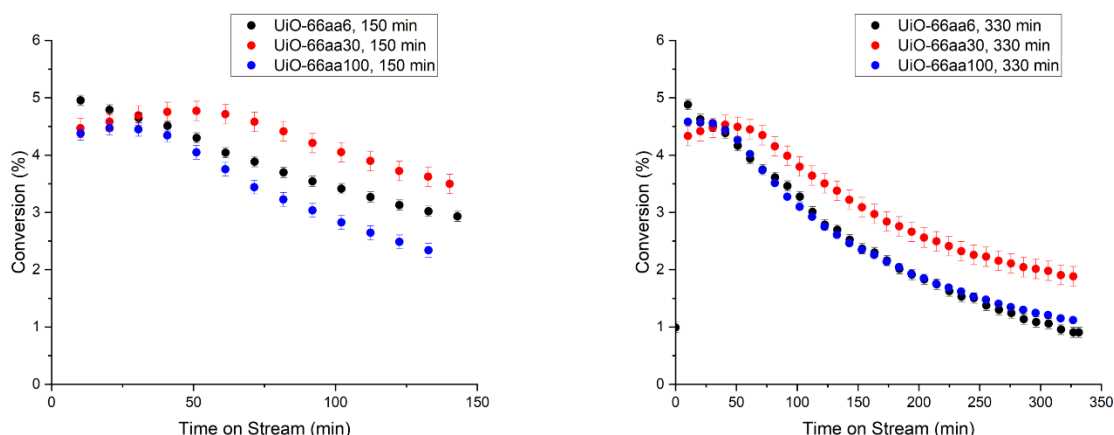 UiO-66aa6, 150 min
UiO-66aa30, 150 min
UiO-66aa100, 150 min
6
5
4
3
2
1
0
Conversion (%)
0 50 100 150
Time on Stream (min)
UiO-66aa6, 330 min
UiO-66aa30, 330 min
UiO-66aa100, 330 min
6
5
4
3
2
1
0
Conversion (%)
0 50 100 150 200 250 300 350
Time on Stream (min)